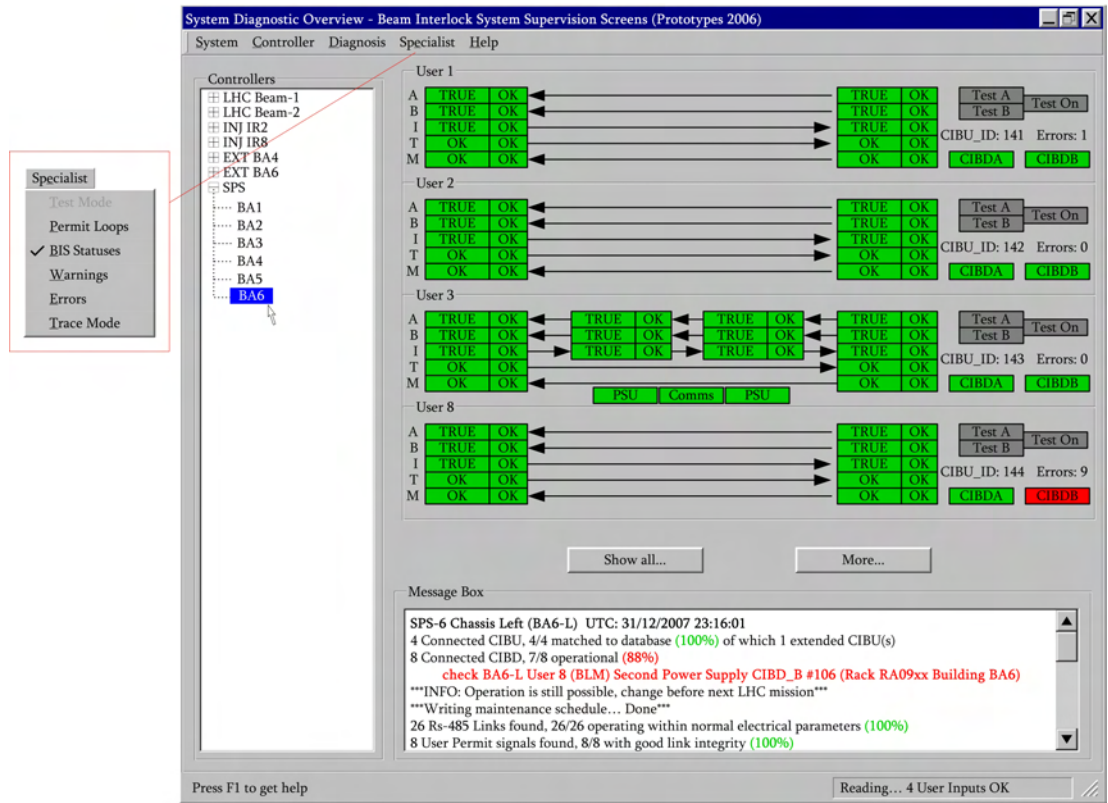 System Diagnostic Overview - Beam Interlock System Supervision Screens (Prototypes 2006)
System Controller Diagnosis Specialist Help
Specialist
Test Mode
Permit Loops
BIS Statuses
Warnings
Errors
Trace Mode
Controllers
LHC Beam-1
LHC Beam-2
INJ IR2
INJ IR8
EXT BA4
EXT BA6
SPS
BA1
BA2
BA3
BA4
BA5
BA6
User 1
A TRUE OK TRUE OK Test A
B TRUE OK TRUE OK Test B Test On
I TRUE OK TRUE OK
T OK OK OK OK CIBU_ID: 141 Errors: 1
M OK OK OK OK CIBDA CIBDB
User 2
A TRUE OK TRUE OK Test A
B TRUE OK TRUE OK Test B Test On
I TRUE OK TRUE OK
T OK OK OK OK CIBU_ID: 142 Errors: 0
M OK OK OK OK CIBDA CIBDB
User 3
A TRUE OK TRUE OK TRUE OK TRUE OK Test A
B TRUE OK TRUE OK TRUE OK TRUE OK Test B Test On
I TRUE OK TRUE OK TRUE OK TRUE OK
T OK OK OK OK CIBU_ID: 143 Errors: 0
M OK OK OK OK CIBDA CIBDB
PSU Comms PSU
User 8
A TRUE OK TRUE OK Test A
B TRUE OK TRUE OK Test B Test On
I TRUE OK TRUE OK
T OK OK OK OK CIBU_ID: 144 Errors: 9
M OK OK OK OK CIBDA CIBDB
Show all... More...
Message Box
SPS-6 Chassis Left (BA6-L) UTC: 31/12/2007 23:16:01
4 Connected CIBU, 4/4 matched to database (100%) of which 1 extended CIBU(s)
8 Connected CIBD, 7/8 operational (88%)
check BA6-L User 8 (BLM) Second Power Supply CIBD_B #106 (Rack RA09xx Building BA6)
***INFO: Operation is still possible, change before next LHC mission***
***Writing maintenance schedule... Done***
26 Rs-485 Links found, 26/26 operating within normal electrical parameters (100%)
8 User Permit signals found, 8/8 with good link integrity (100%)
Press F1 to get help
Reading... 4 User Inputs OK